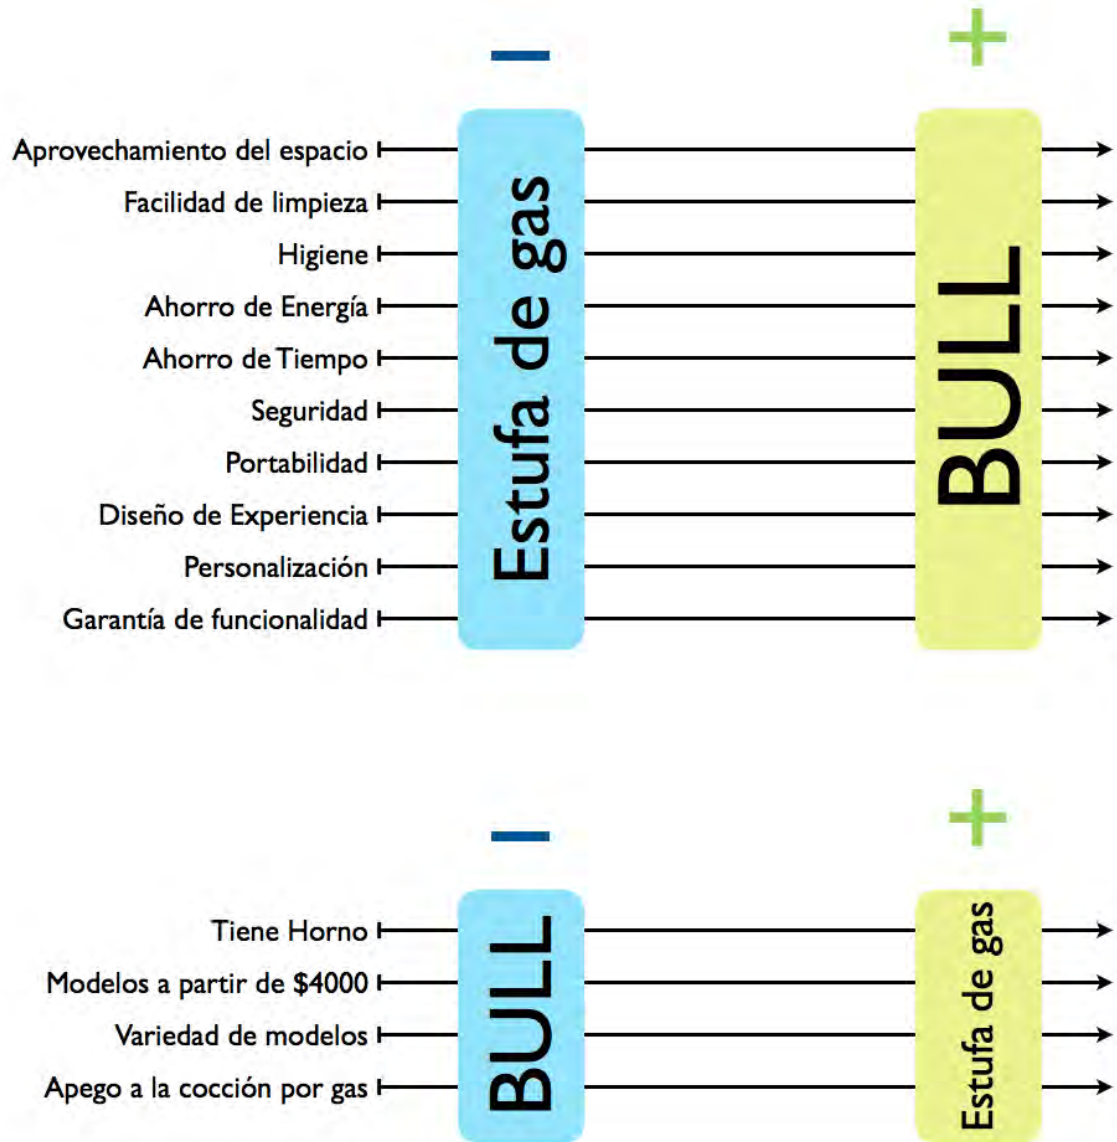 Aprovechamiento del espacio
Facilidad de limpieza
Higiene
Ahorro de Energía
Ahorro de Tiempo
Seguridad
Portabilidad
Diseño de Experiencia
Personalización
Garantía de funcionalidad
Estufa de gas
BULL
Tiene Horno
Modelos a partir de $4000
Variedad de modelos
Apego a la cocción por gas
BULL
Estufa de gas